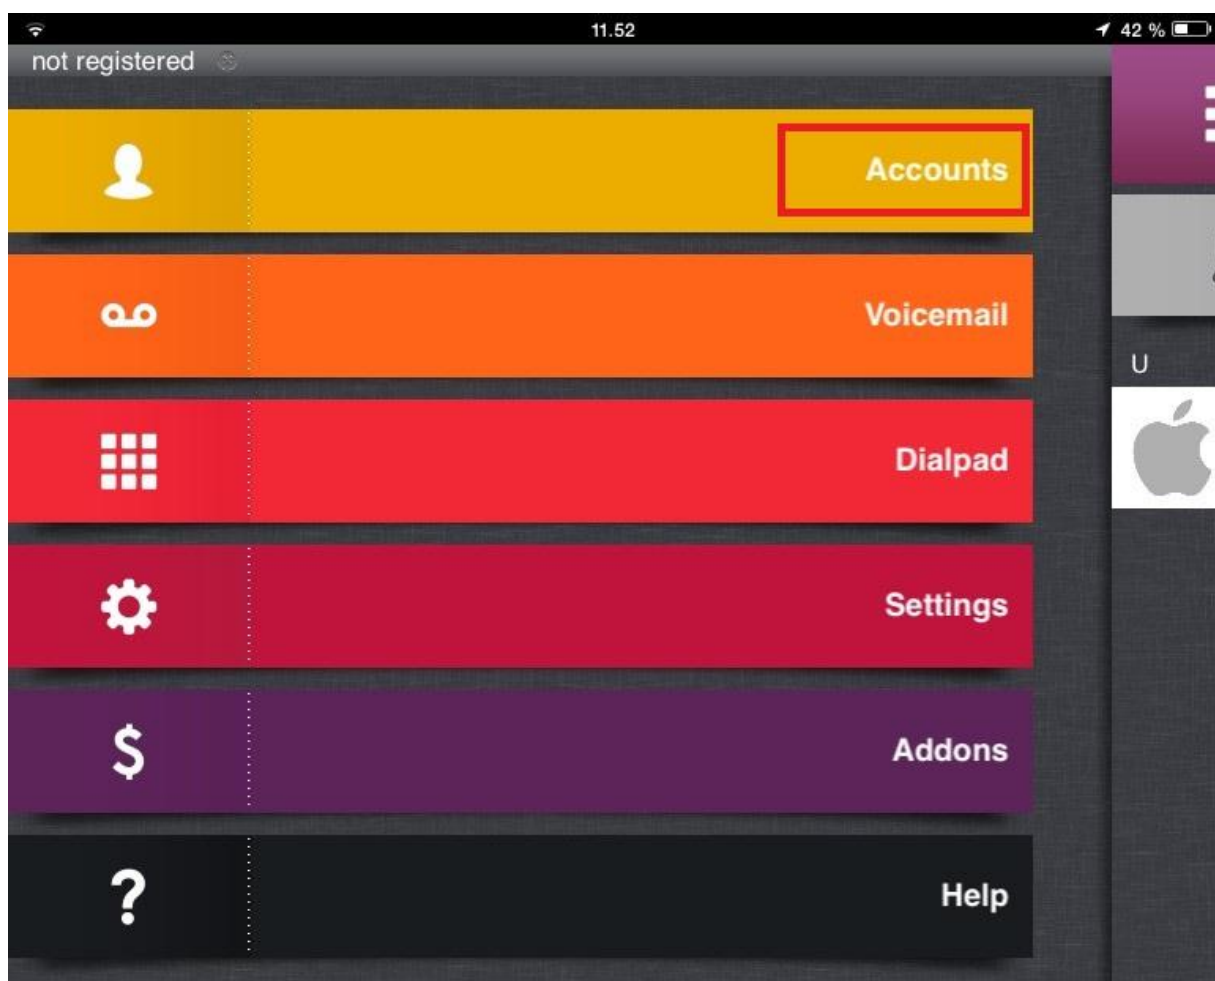 11.52
42 %
not registered
Accounts
Voicemail
U
Dialpad
Settings
$
Addons
?
Help